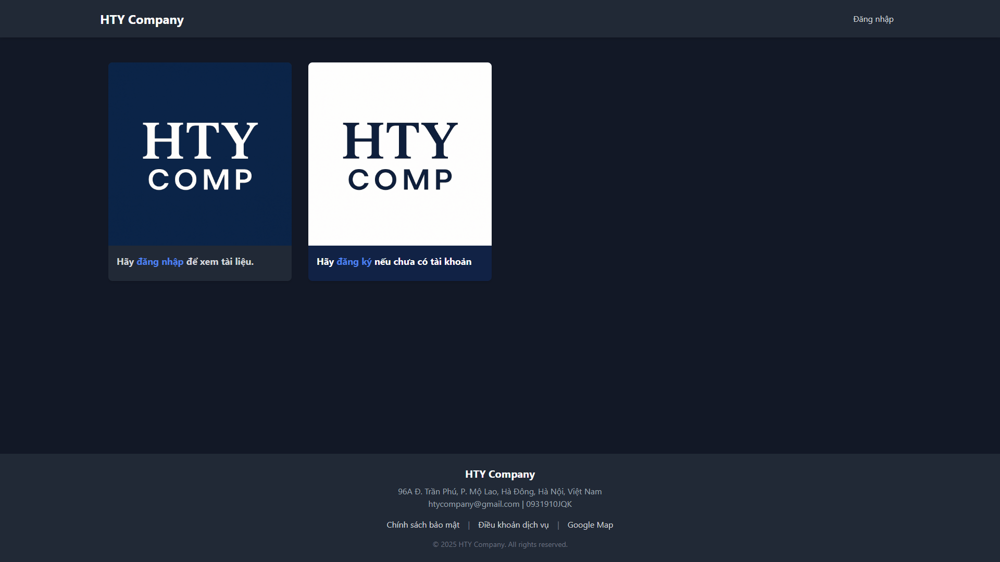 HTY Company
Đăng nhập
HTY
COMP
Hãy đăng nhập để xem tài liệu.
HTY
COMP
Hãy đăng ký nếu chưa có tài khoản
HTY Company
96A Đ. Trần Phú, P. Mộ Lao, Hà Đông, Hà Nội, Việt Nam
htycompany@gmail.com | 0931910JQK
Chính sách bảo mật | Điều khoản dịch vụ | Google Map
© 2025 HTY Company. All rights reserved.